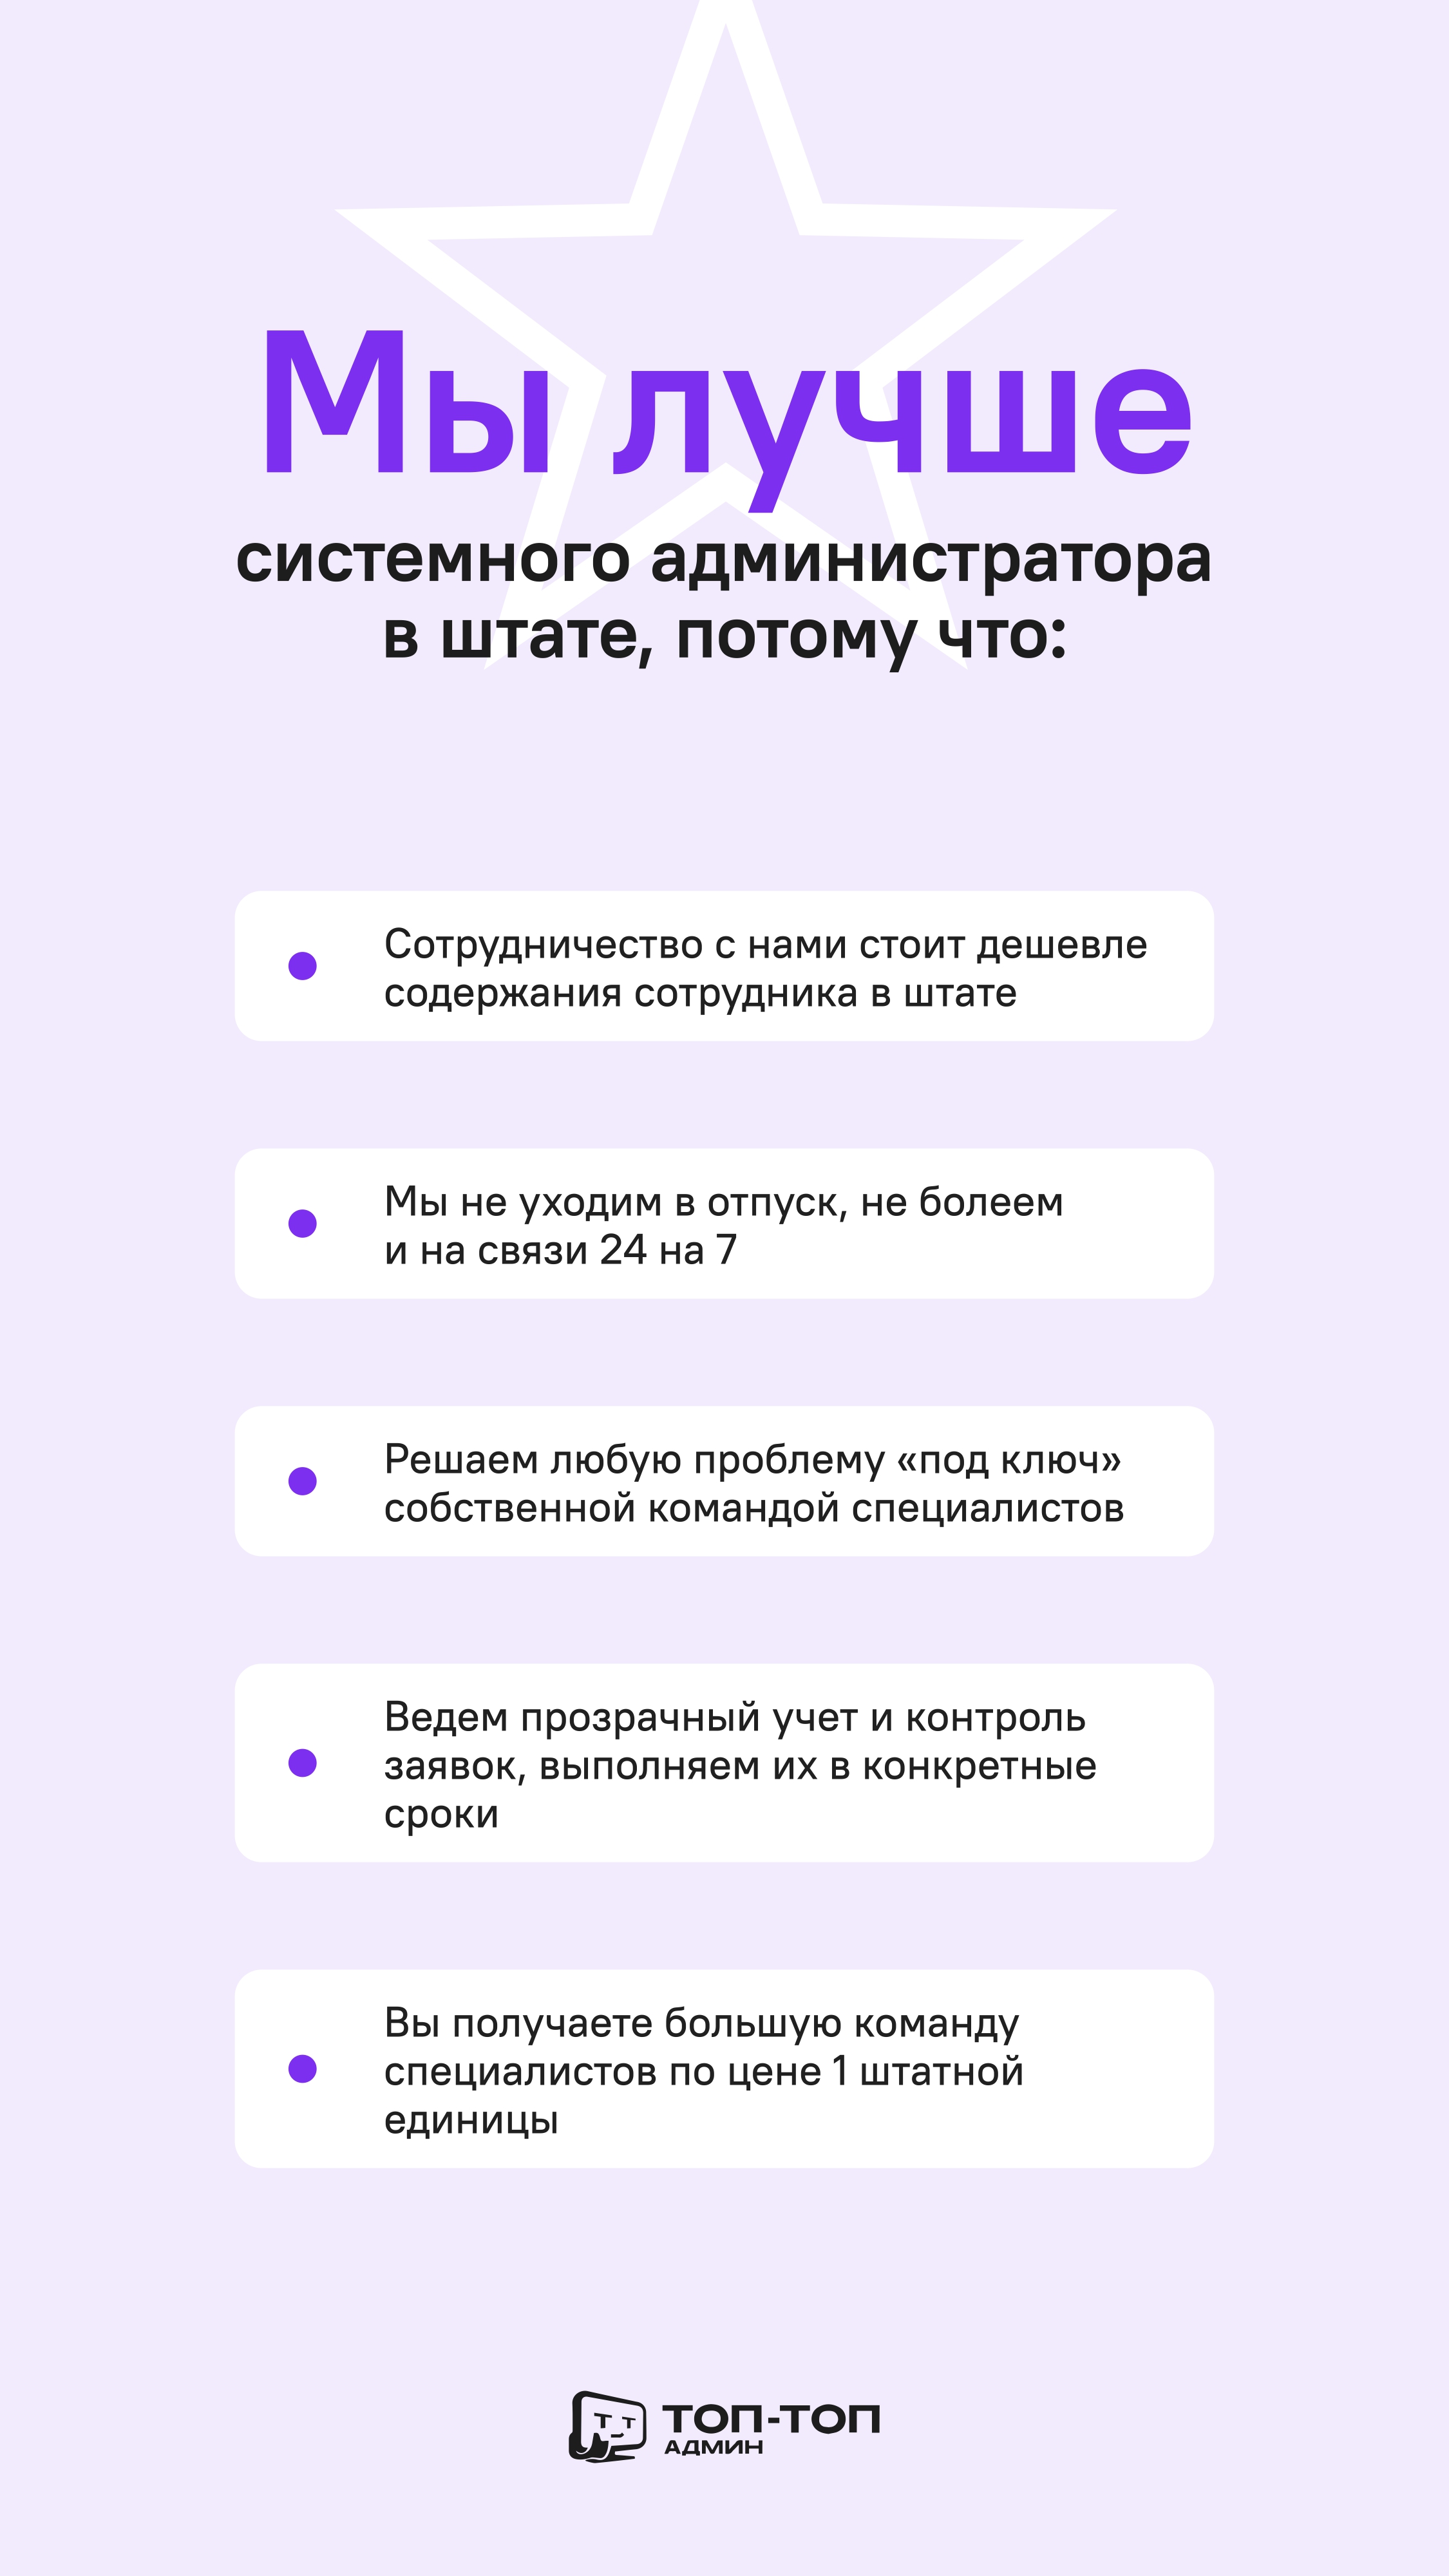 Мы лучше
системного администратора
в штате, потому что:
Сотрудничество с нами стоит дешевле
содержания сотрудника в штате
Мы не уходим в отпуск, не болеем
и на связи 24 на 7
Решаем любую проблему «под ключ»
собственной командой специалистов
Ведем прозрачный учет и контроль
заявок, выполняем их в конкретные
сроки
Вы получаете большую команду
специалистов по цене 1 штатной
единицы
ТОП-ТОП
АДМИН